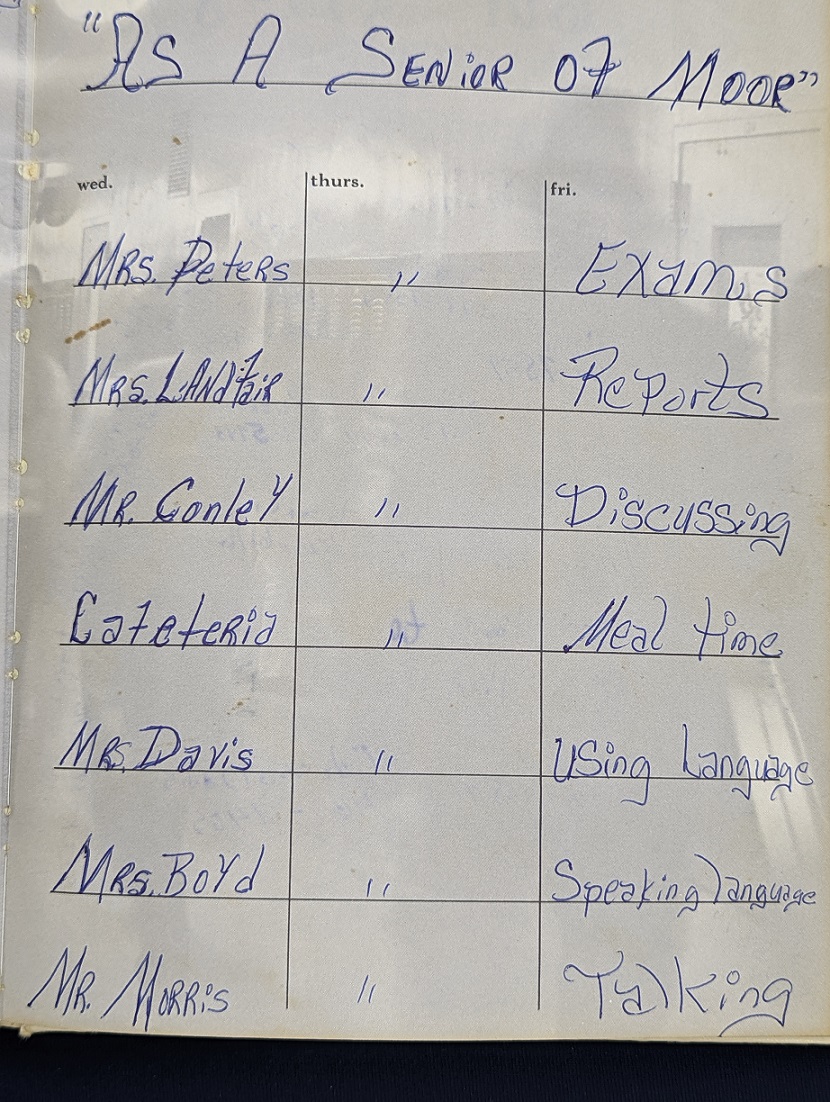 "As A Senior Of Moor"
wed. thurs. fri.
Mrs. Peters " Exams
Mrs. Landfair " Reports
Mr. Conley " Discussing
Cafeteria " Meal time
Mrs. Davis " Using Language
Mrs. Boyd " Speaking language
Mr. Morris " Talking